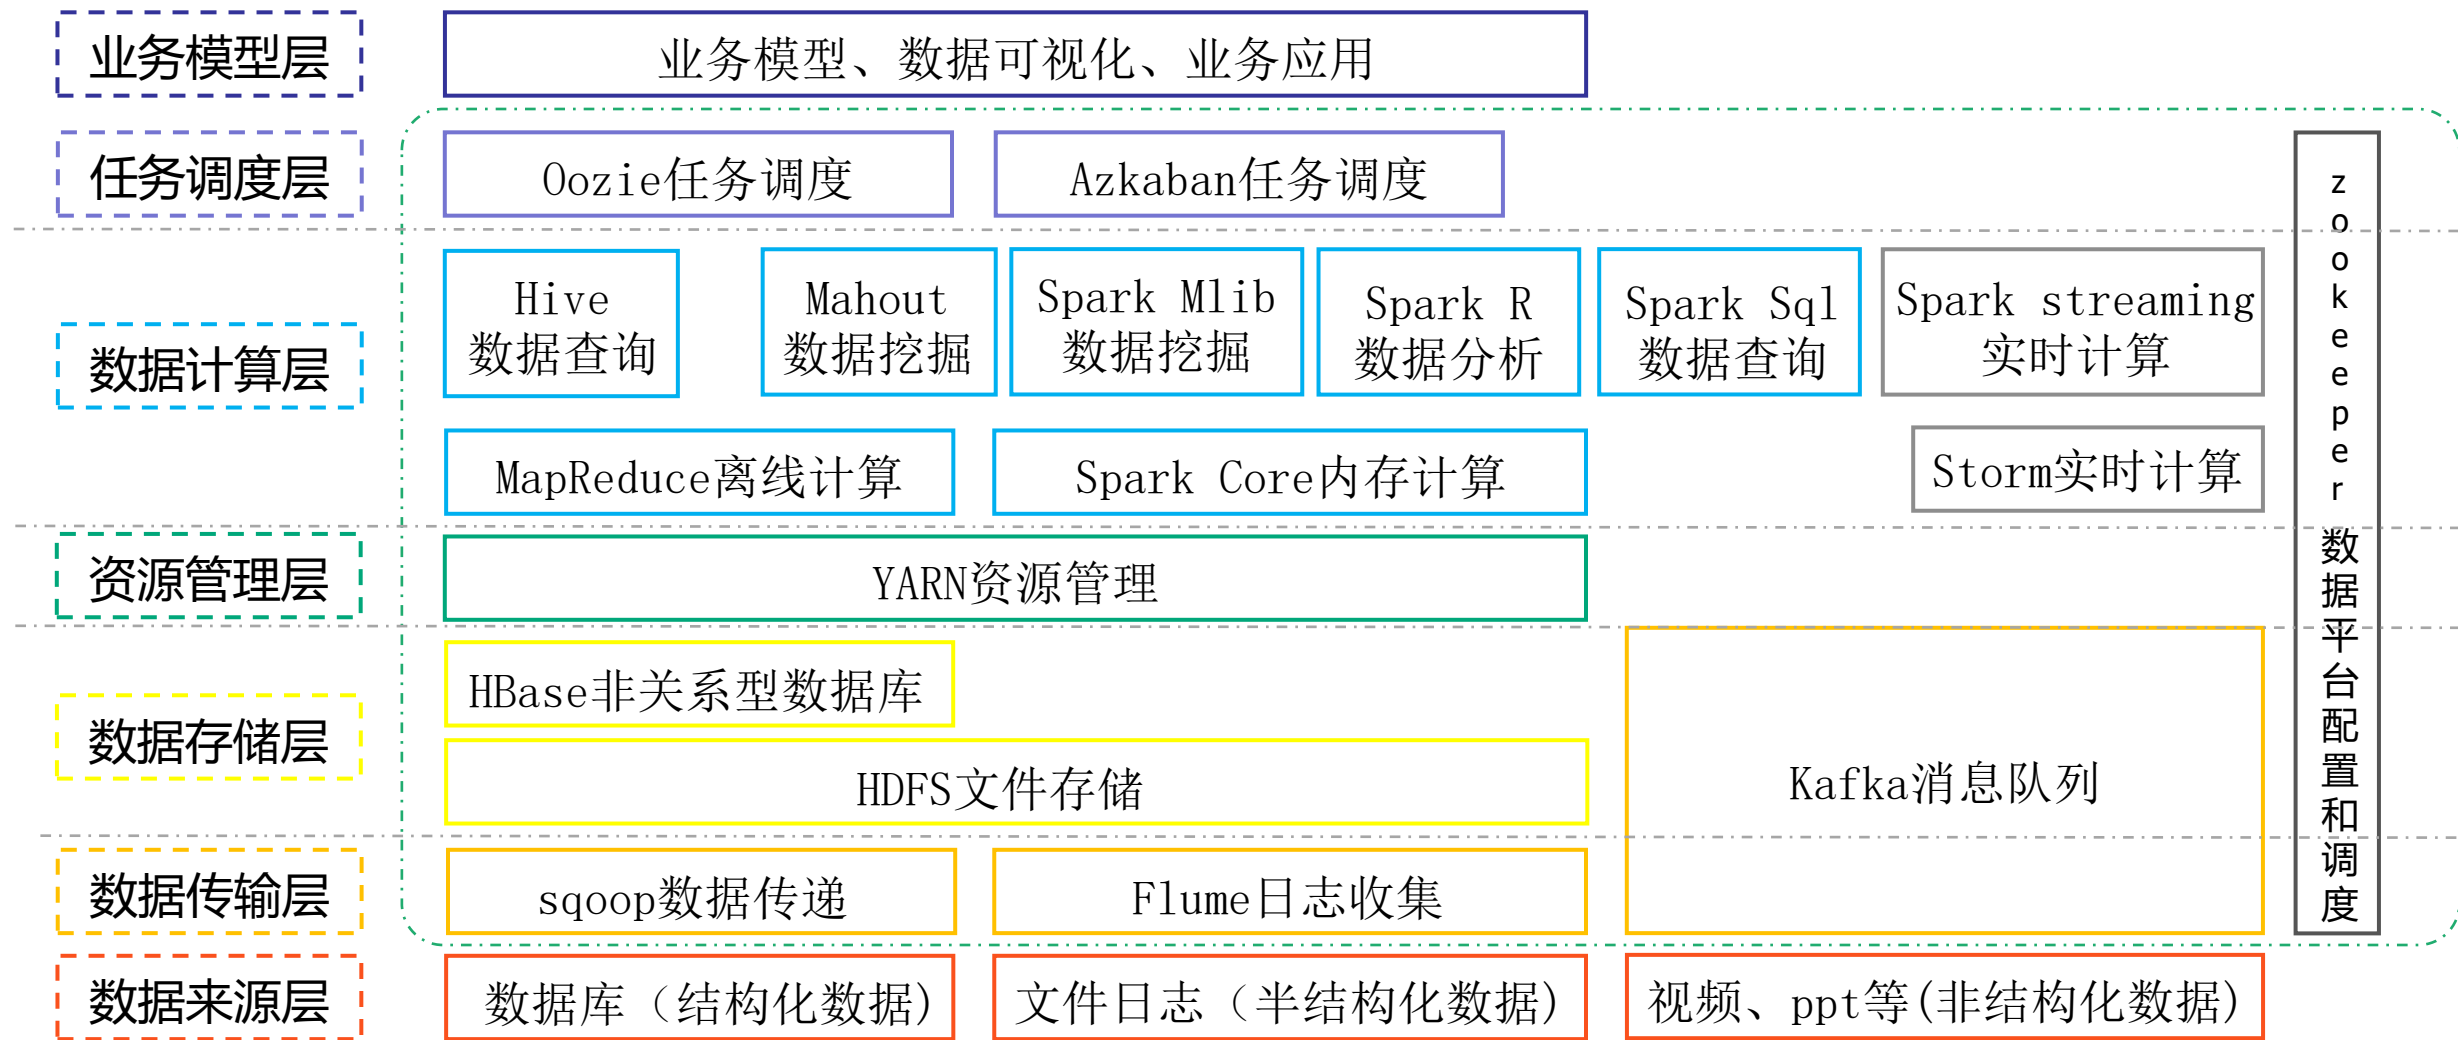 业务模型层
业务模型、数据可视化、业务应用
任务调度层
Oozie任务调度
Azkaban任务调度
数据计算层
Hive
数据查询
Mahout
数据挖掘
Spark Mlib
数据挖掘
Spark R
数据分析
Spark Sql
数据查询
Spark streaming
实时计算
MapReduce离线计算
Spark Core内存计算
Storm实时计算
资源管理层
YARN资源管理
数据存储层
HBase非关系型数据库
HDFS文件存储
Kafka消息队列
数据传输层
sqoop数据传递
Flume日志收集
zookeeper数据平台配置和调度
数据来源层
数据库（结构化数据)
文件日志（半结构化数据)
视频、ppt等(非结构化数据)